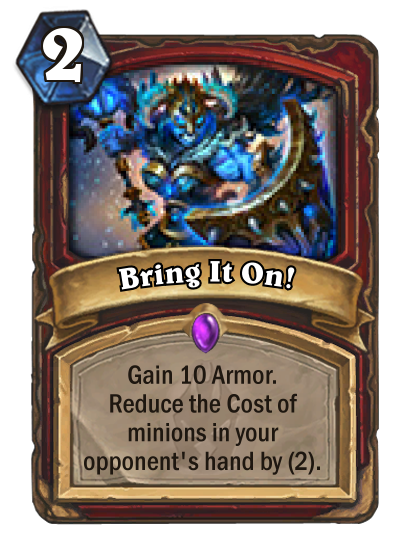 2
Bring It On!
Gain 10 Armor.
Reduce the Cost of
minions in your
opponent's hand by (2).